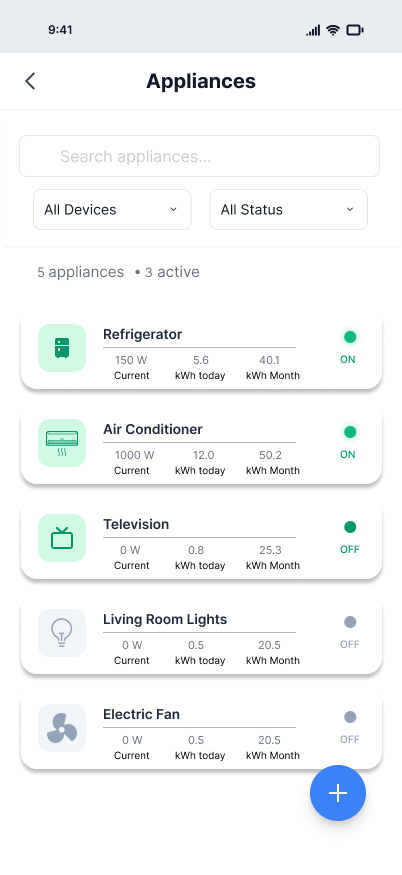 9:41
Appliances
Search appliances...
All Devices
All Status
5 appliances • 3 active
Refrigerator
150 W 5.6 40.1
Current kWh today kWh Month
ON
Air Conditioner
1000 W 12.0 50.2
Current kWh today kWh Month
ON
Television
0 W 0.8 25.3
Current kWh today kWh Month
OFF
Living Room Lights
0 W 0.5 20.5
Current kWh today kWh Month
OFF
Electric Fan
0 W 0.5 20.5
Current kWh today kWh Month
OFF